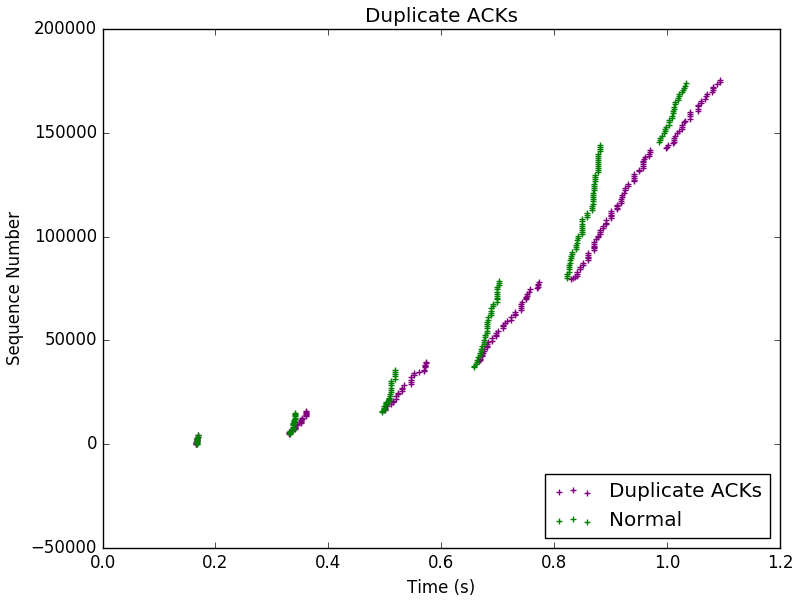 Duplicate ACKs
200000
150000
100000
50000
0
−50000
Sequence Number
0.0 0.2 0.4 0.6 0.8 1.0 1.2
Time (s)
Duplicate ACKs
Normal